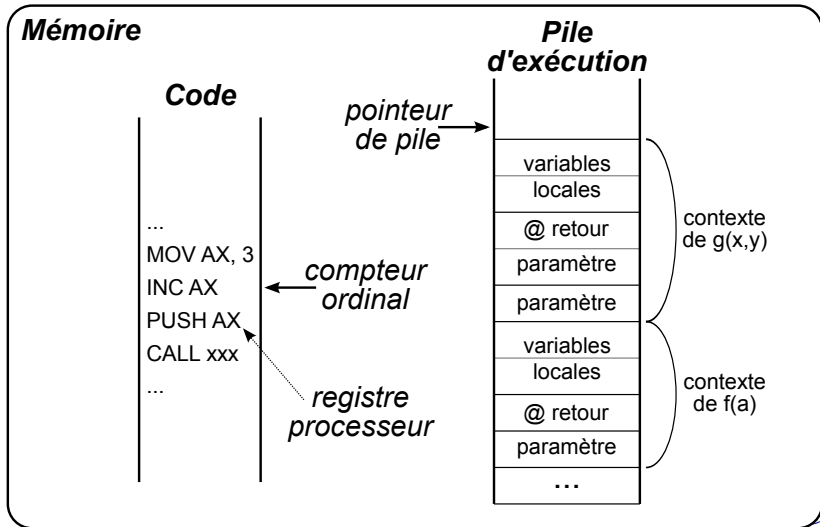 Mémoire
Code
...
MOV AX, 3
INC AX
PUSH AX
CALL xxx
...
compteur
ordinal
registre
processeur
Pile
d'exécution
pointeur
de pile
variables
locales
@ retour
paramètre
paramètre
variables
locales
@ retour
paramètre
...
contexte
de g(x,y)
contexte
de f(a)